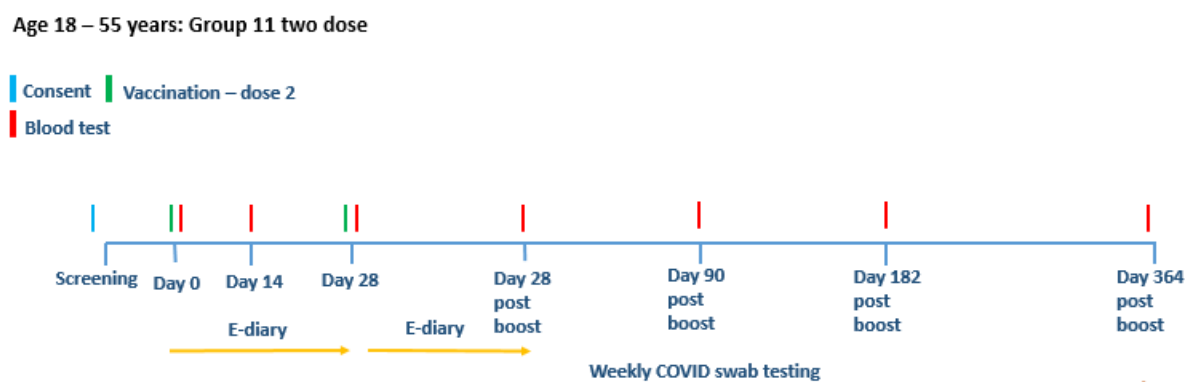 Age 18 – 55 years: Group 11 two dose
Consent
Vaccination – dose 2
Blood test
Screening
Day 0
Day 14
Day 28
Day 28
post
boost
Day 90
post
boost
Day 182
post
boost
Day 364
post
boost
E-diary
E-diary
Weekly COVID swab testing